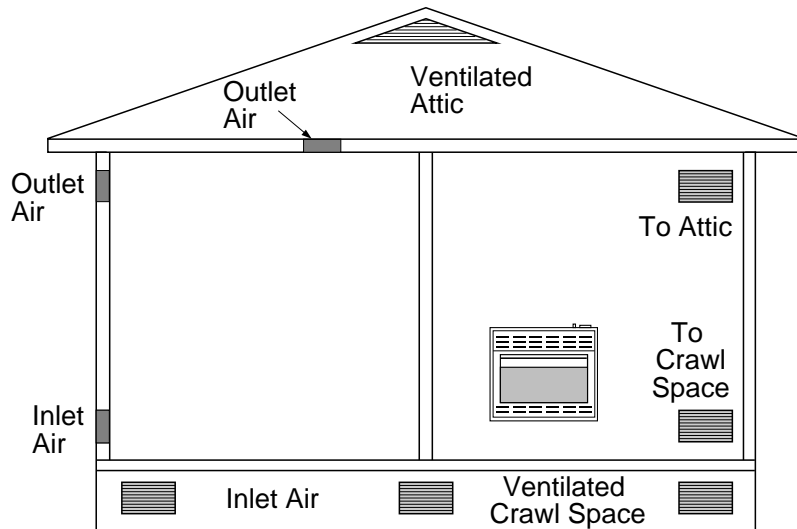 Ventilated
Attic
Outlet
Air
Outlet
Air
To Attic
To
Crawl
Space
Inlet
Air
Inlet Air
Ventilated
Crawl Space